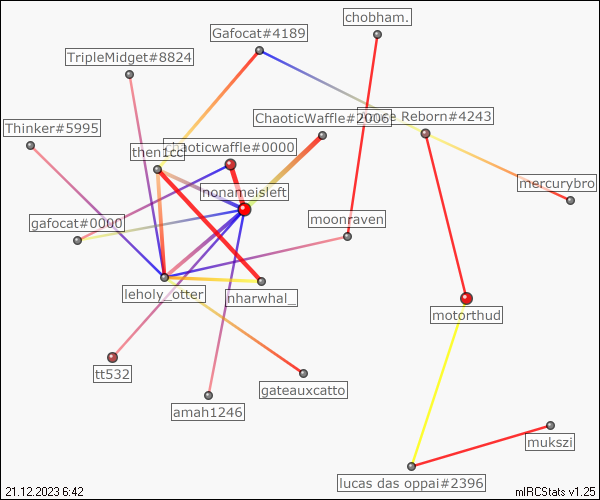 chobham.
Gafocat#4189
TripleMidget#8824
ChaoticWaffle#2006
Reborn#4243
Thinker#5995
then1cc
Chaoticwaffle#0000
mercurybro
nonameisleft
gafocat#0000
moonraven
leholy_otter
nharwhal_
motorthud
tt532
gateauxcatto
amah1246
mukszi
lucas das oppai#2396
21.12.2023 6:42
mIRCStats v1.25